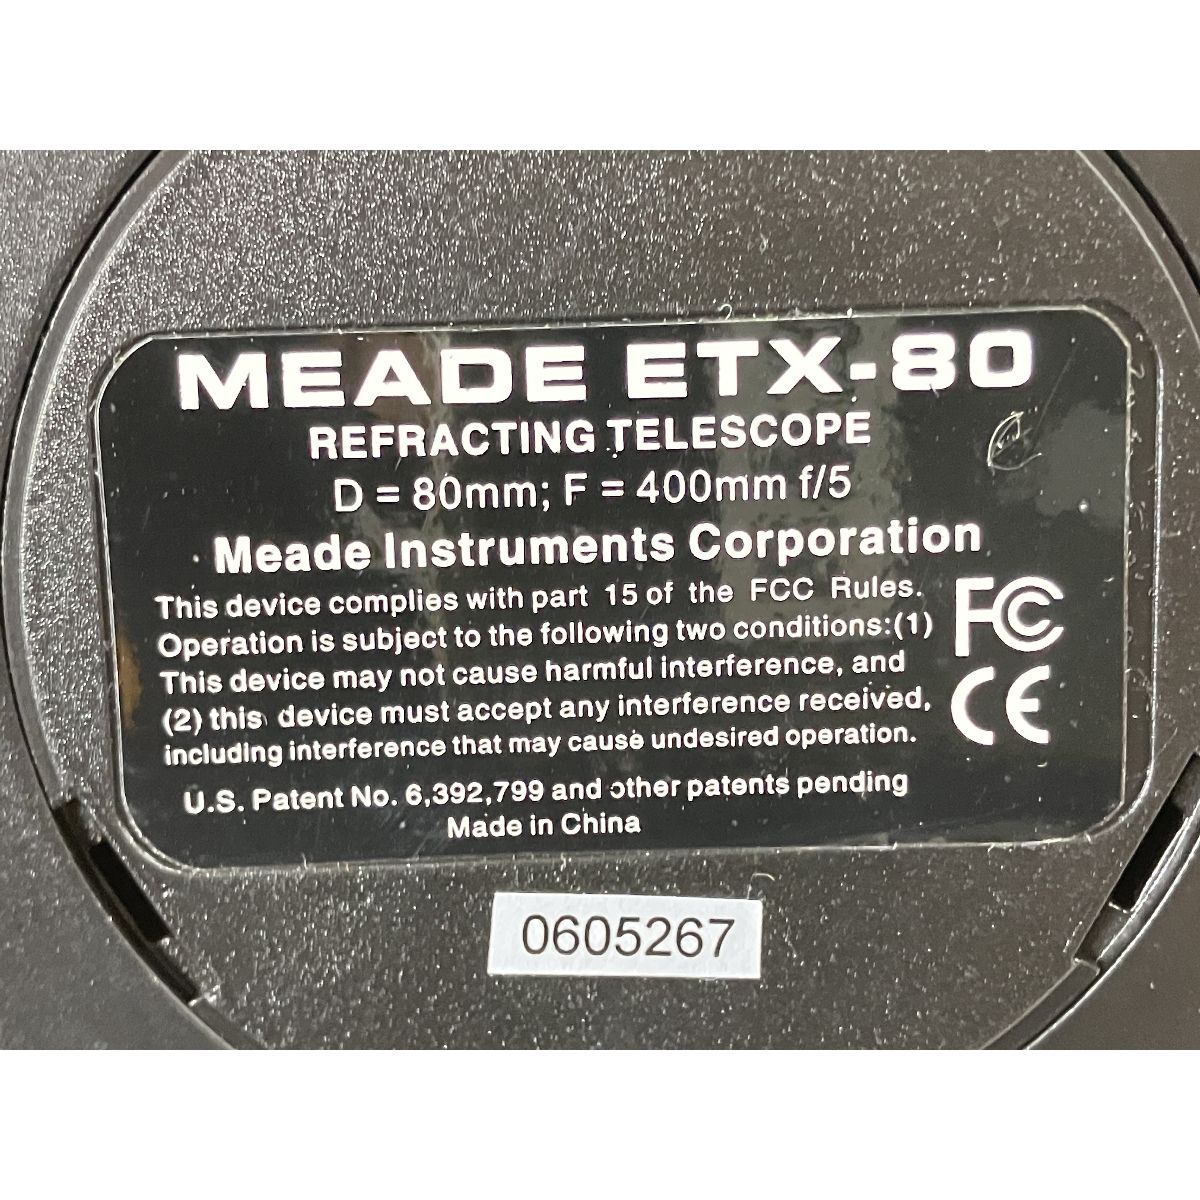 MEADE ETX-80
REFRACTING TELESCOPE
D = 80mm; F = 400mm f/5
Meade Instruments Corporation
This device complies with part 15 of the FCC Rules.
Operation is subject to the following two conditions:(1)
This device may not cause harmful interference, and
(2) this device must accept any interference received,
including interference that may cause undesired operation.
FC
CE
U.S. Patent No. 6,392,799 and other patents pending
Made in China
0605267